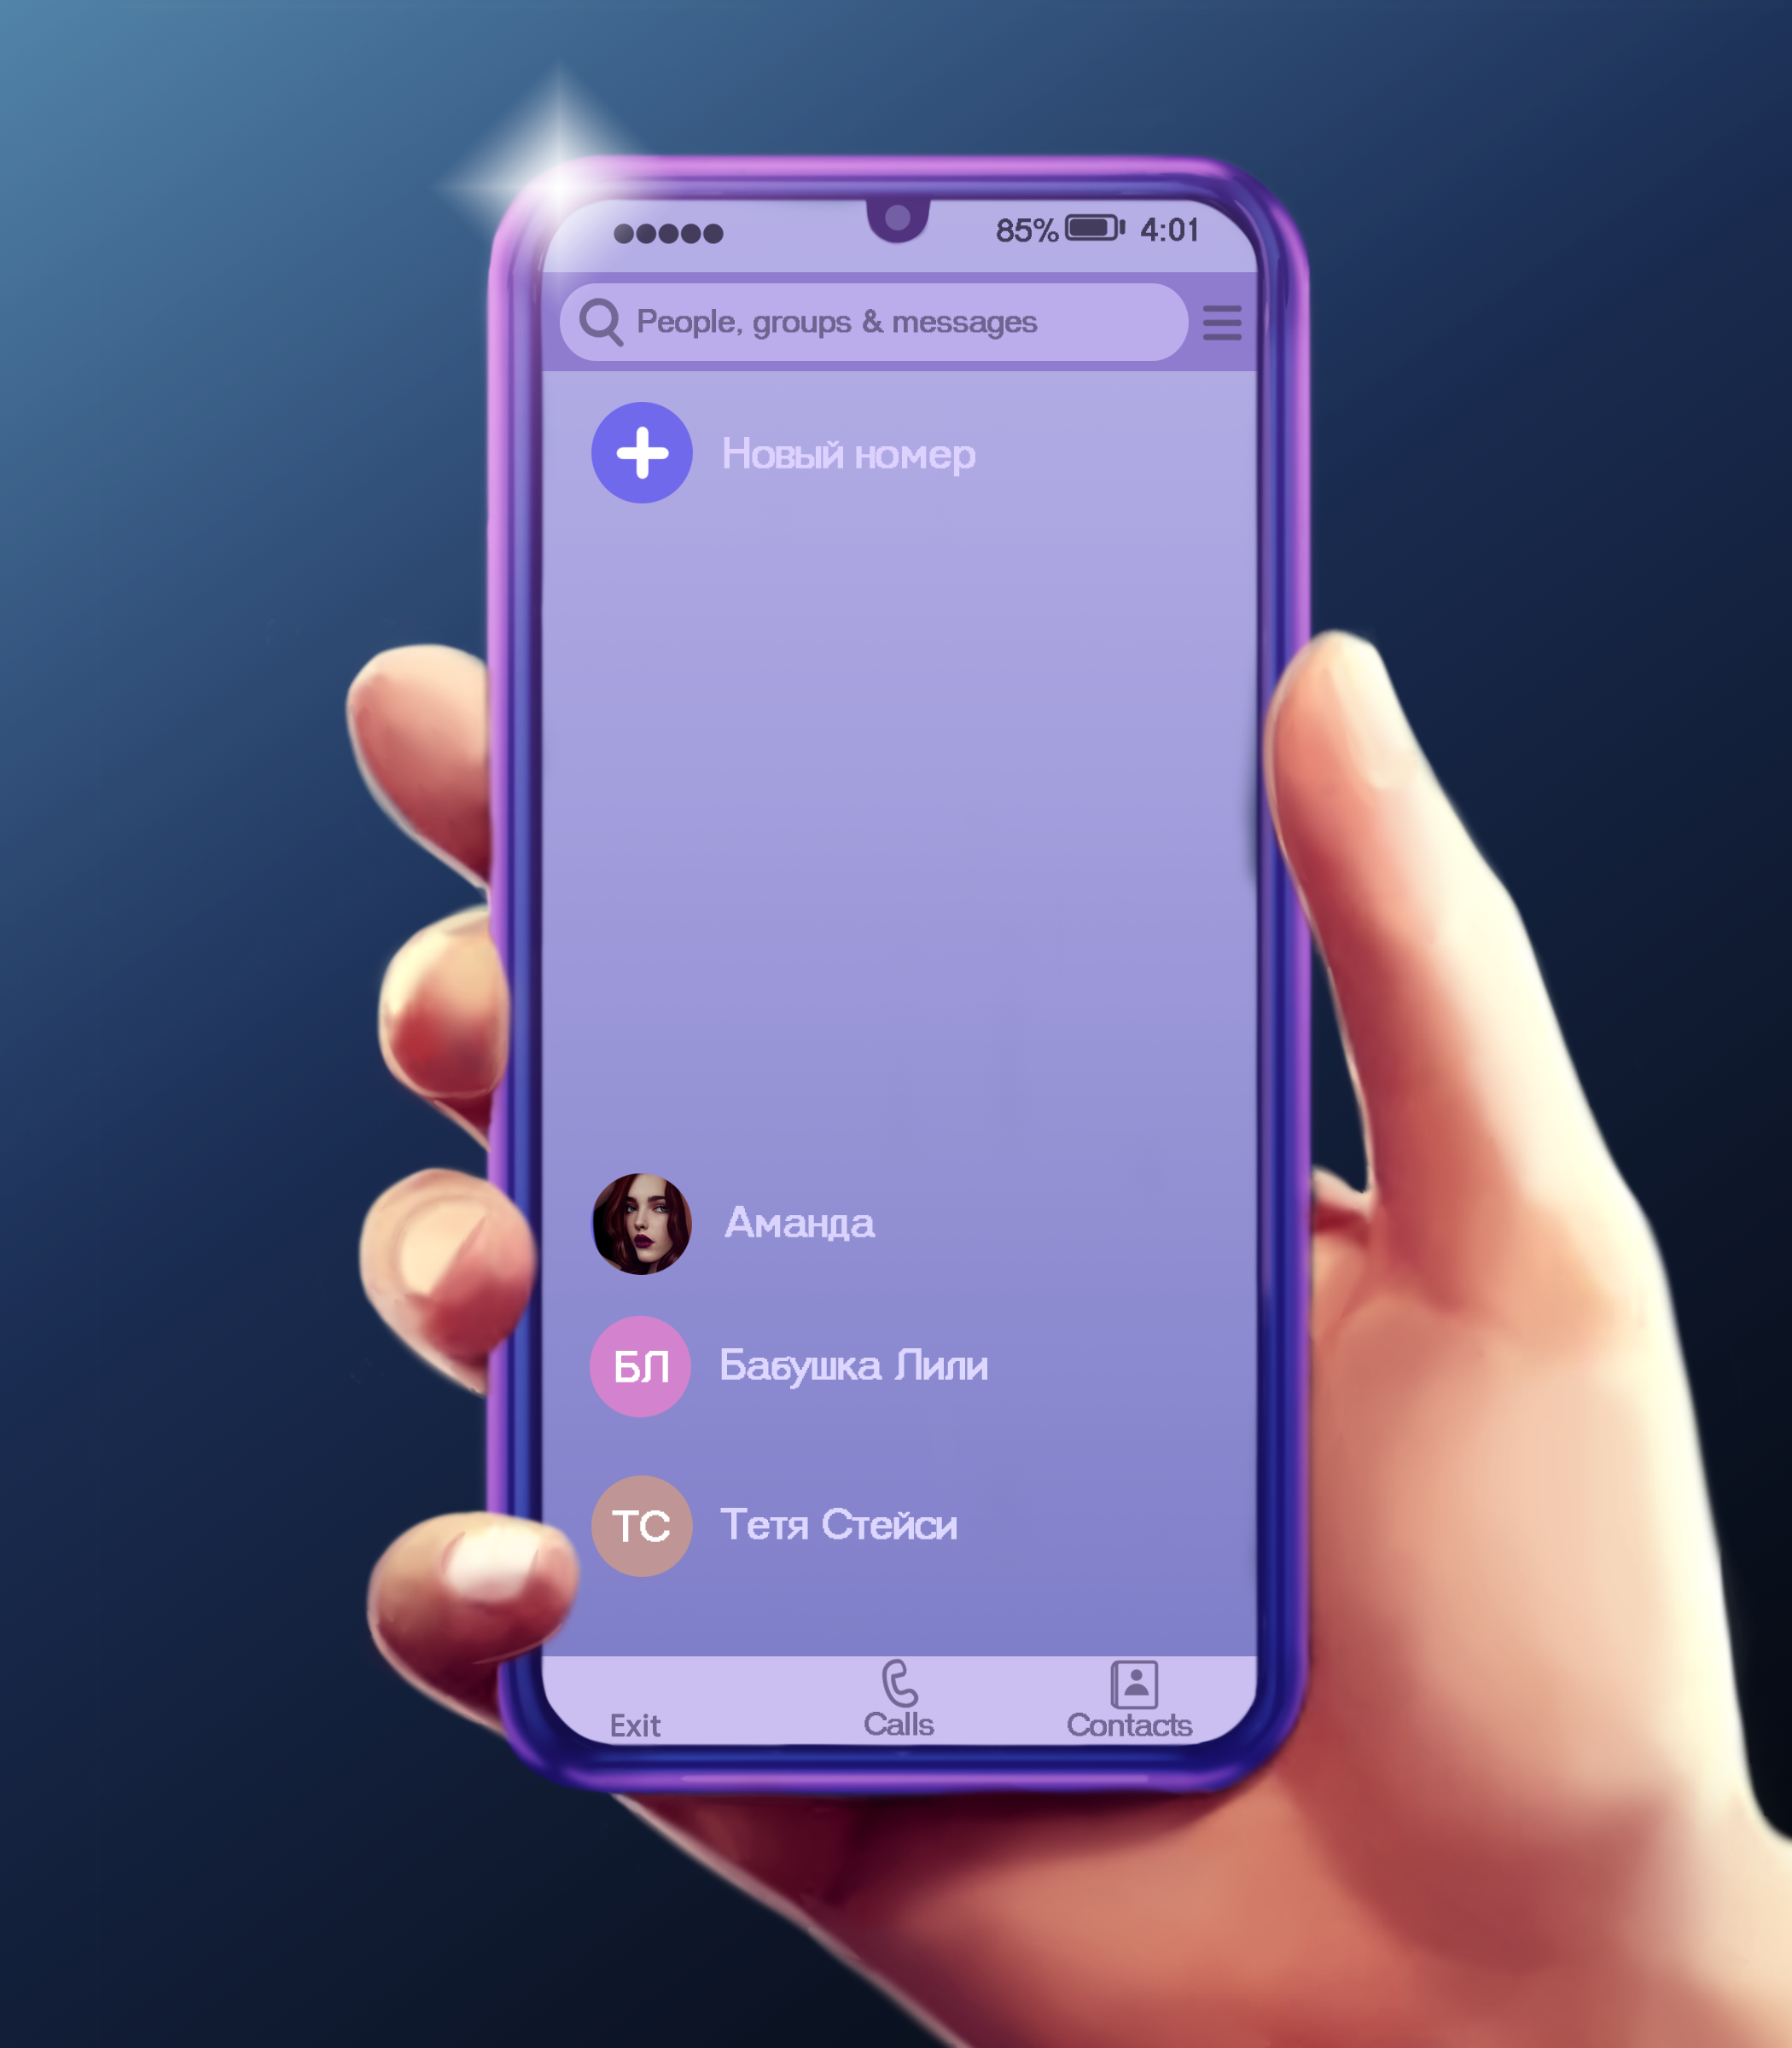 85% 4:01
People, groups & messages
Новый номер
Аманда
БЛ Бабушка Лили
ТС Тетя Стейси
Exit Calls Contacts